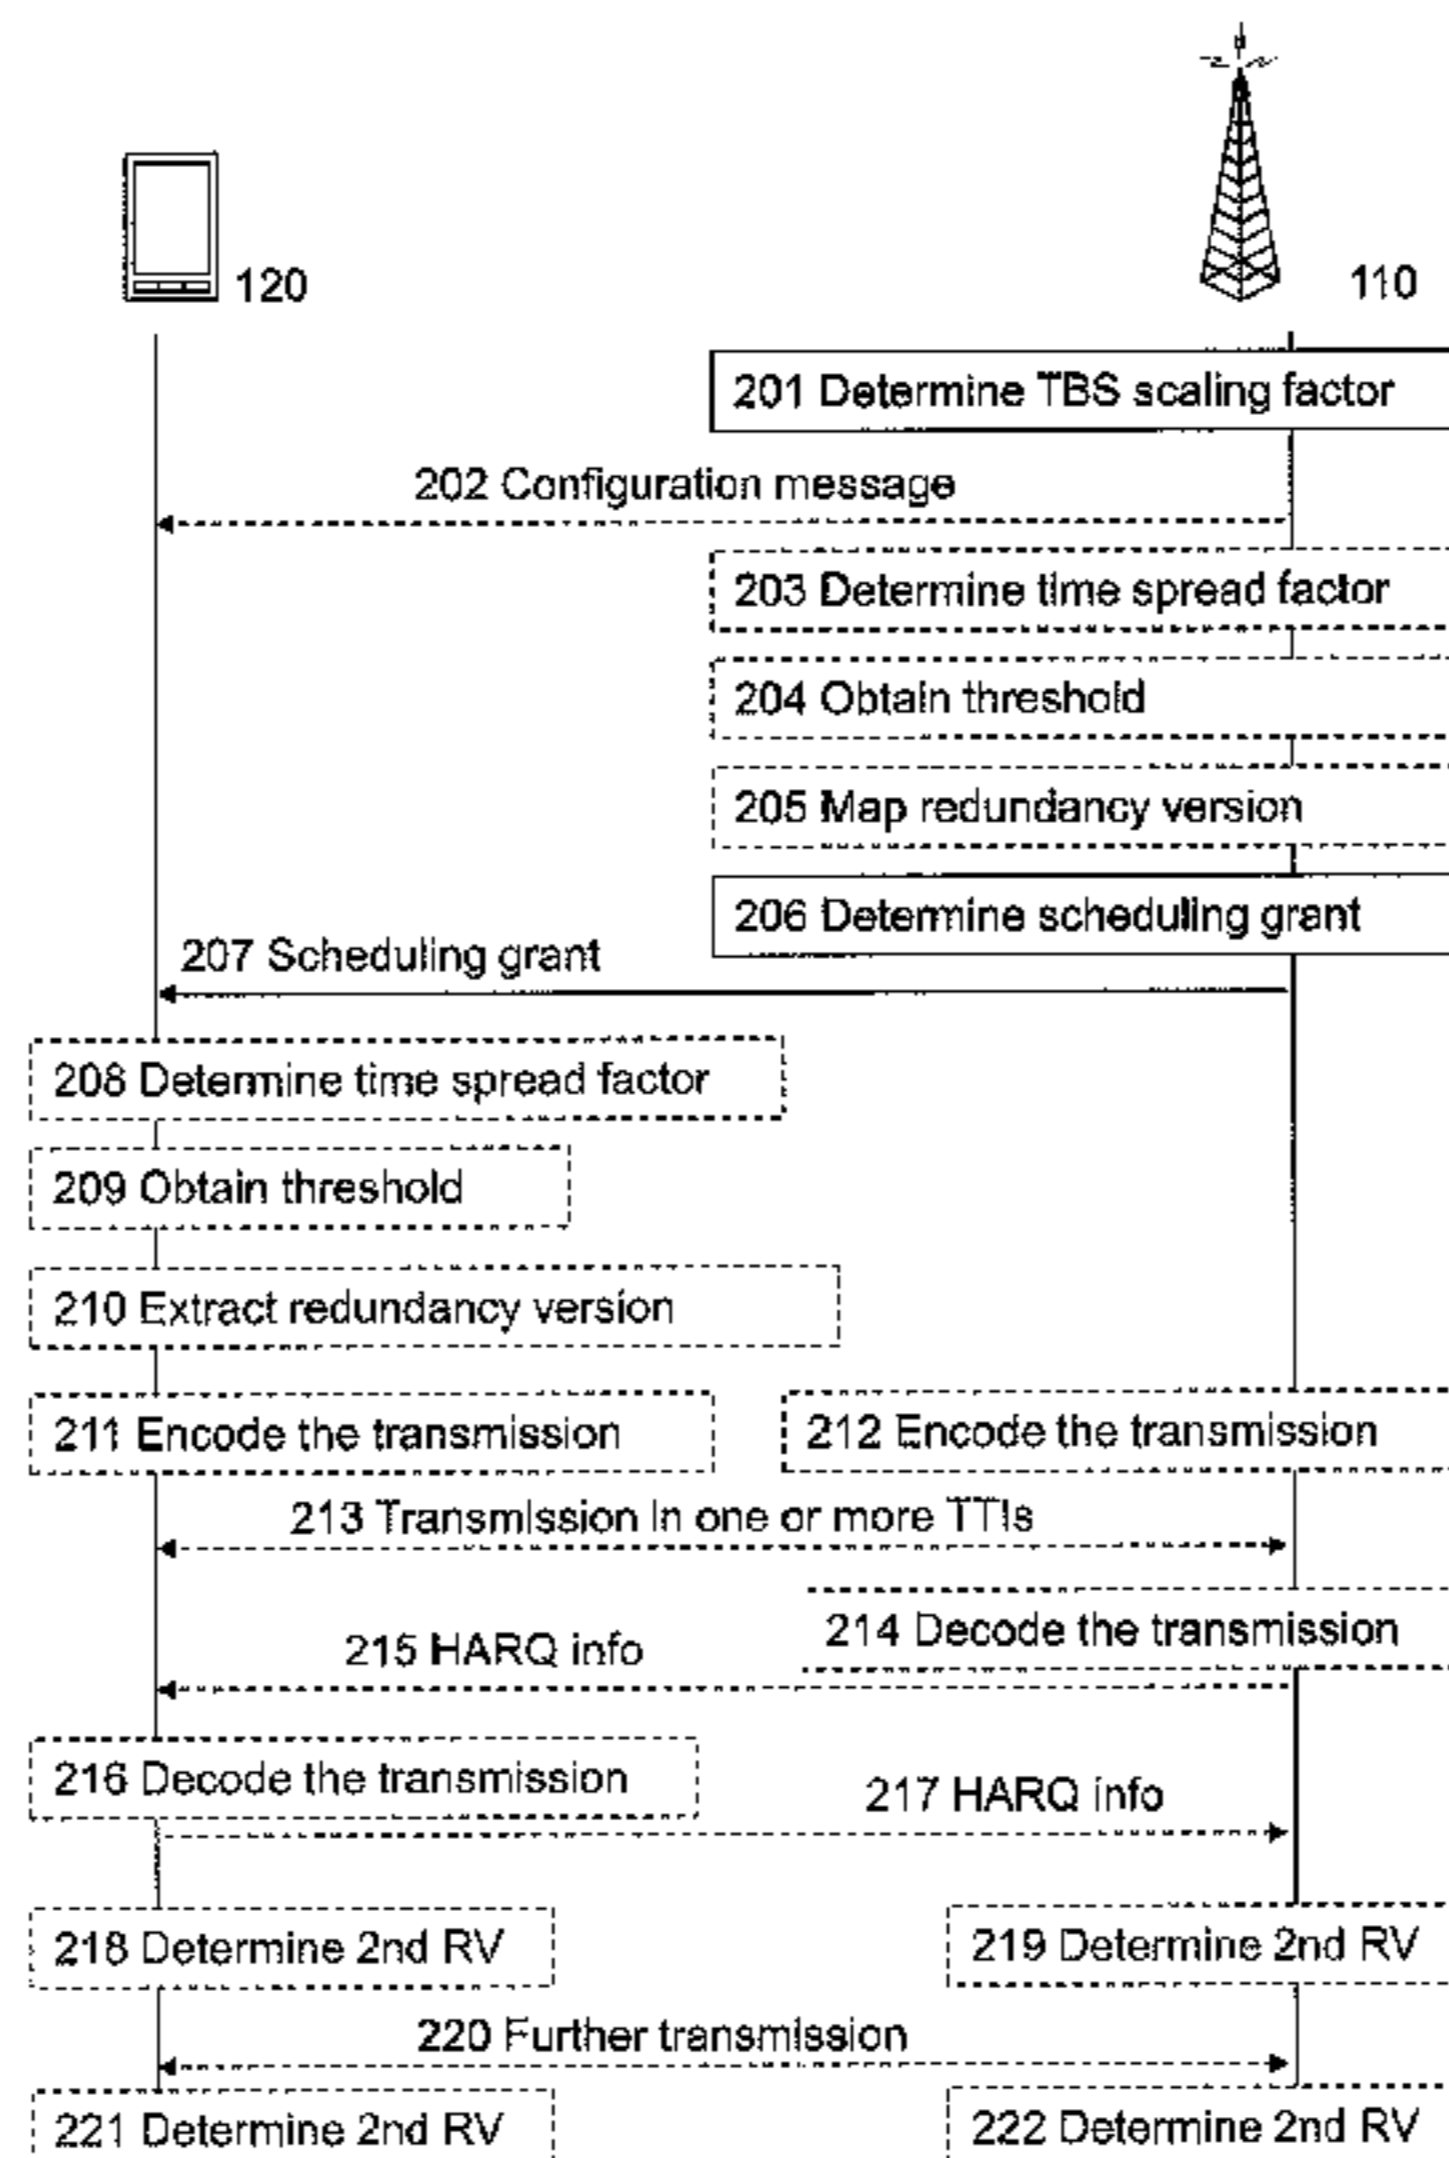 120
110
201 Determine TBS scaling factor
202 Configuration message
203 Determine time spread factor
204 Obtain threshold
205 Map redundancy version
206 Determine scheduling grant
207 Scheduling grant
208 Determine time spread factor
209 Obtain threshold
210 Extract redundancy version
211 Encode the transmission
212 Encode the transmission
213 Transmission in one or more TTIs
214 Decode the transmission
215 HARQ info
216 Decode the transmission
217 HARQ info
218 Determine 2nd RV
219 Determine 2nd RV
220 Further transmission
221 Determine 2nd RV
222 Determine 2nd RV